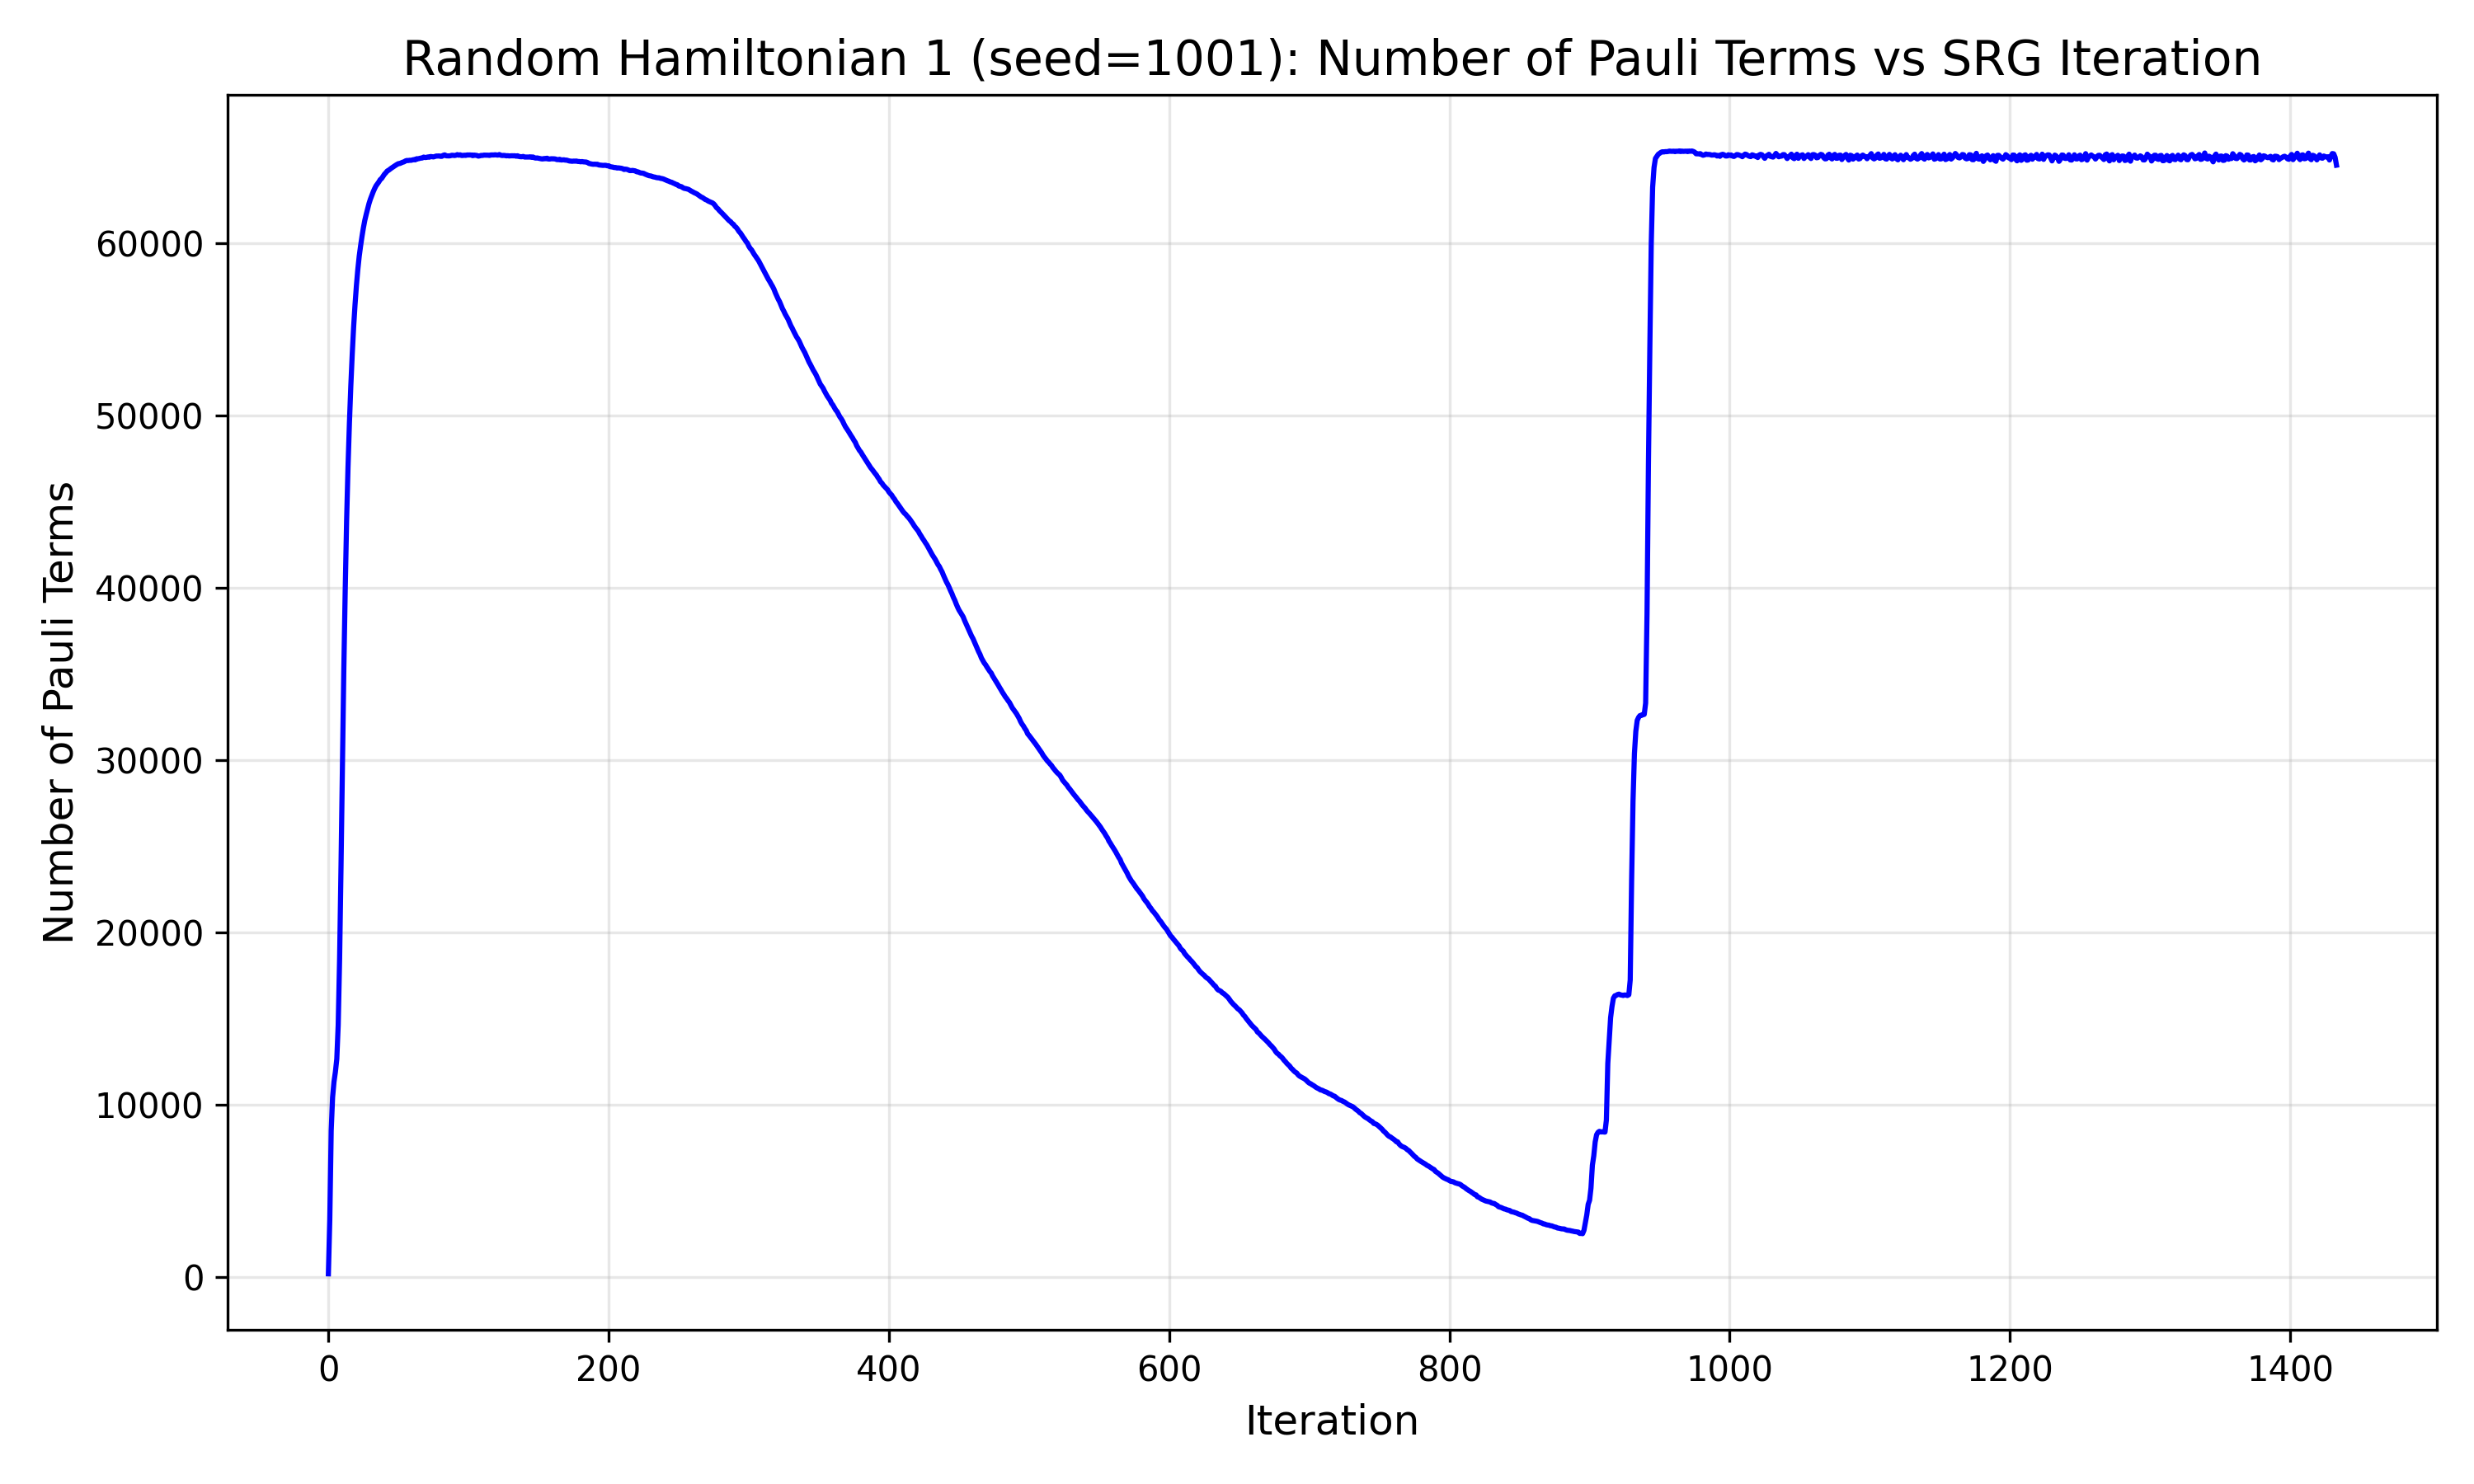 Random Hamiltonian 1 (seed=1001): Number of Pauli Terms vs SRG Iteration
Number of Pauli Terms
60000
50000
40000
30000
20000
10000
0
0 200 400 600 800 1000 1200 1400
Iteration